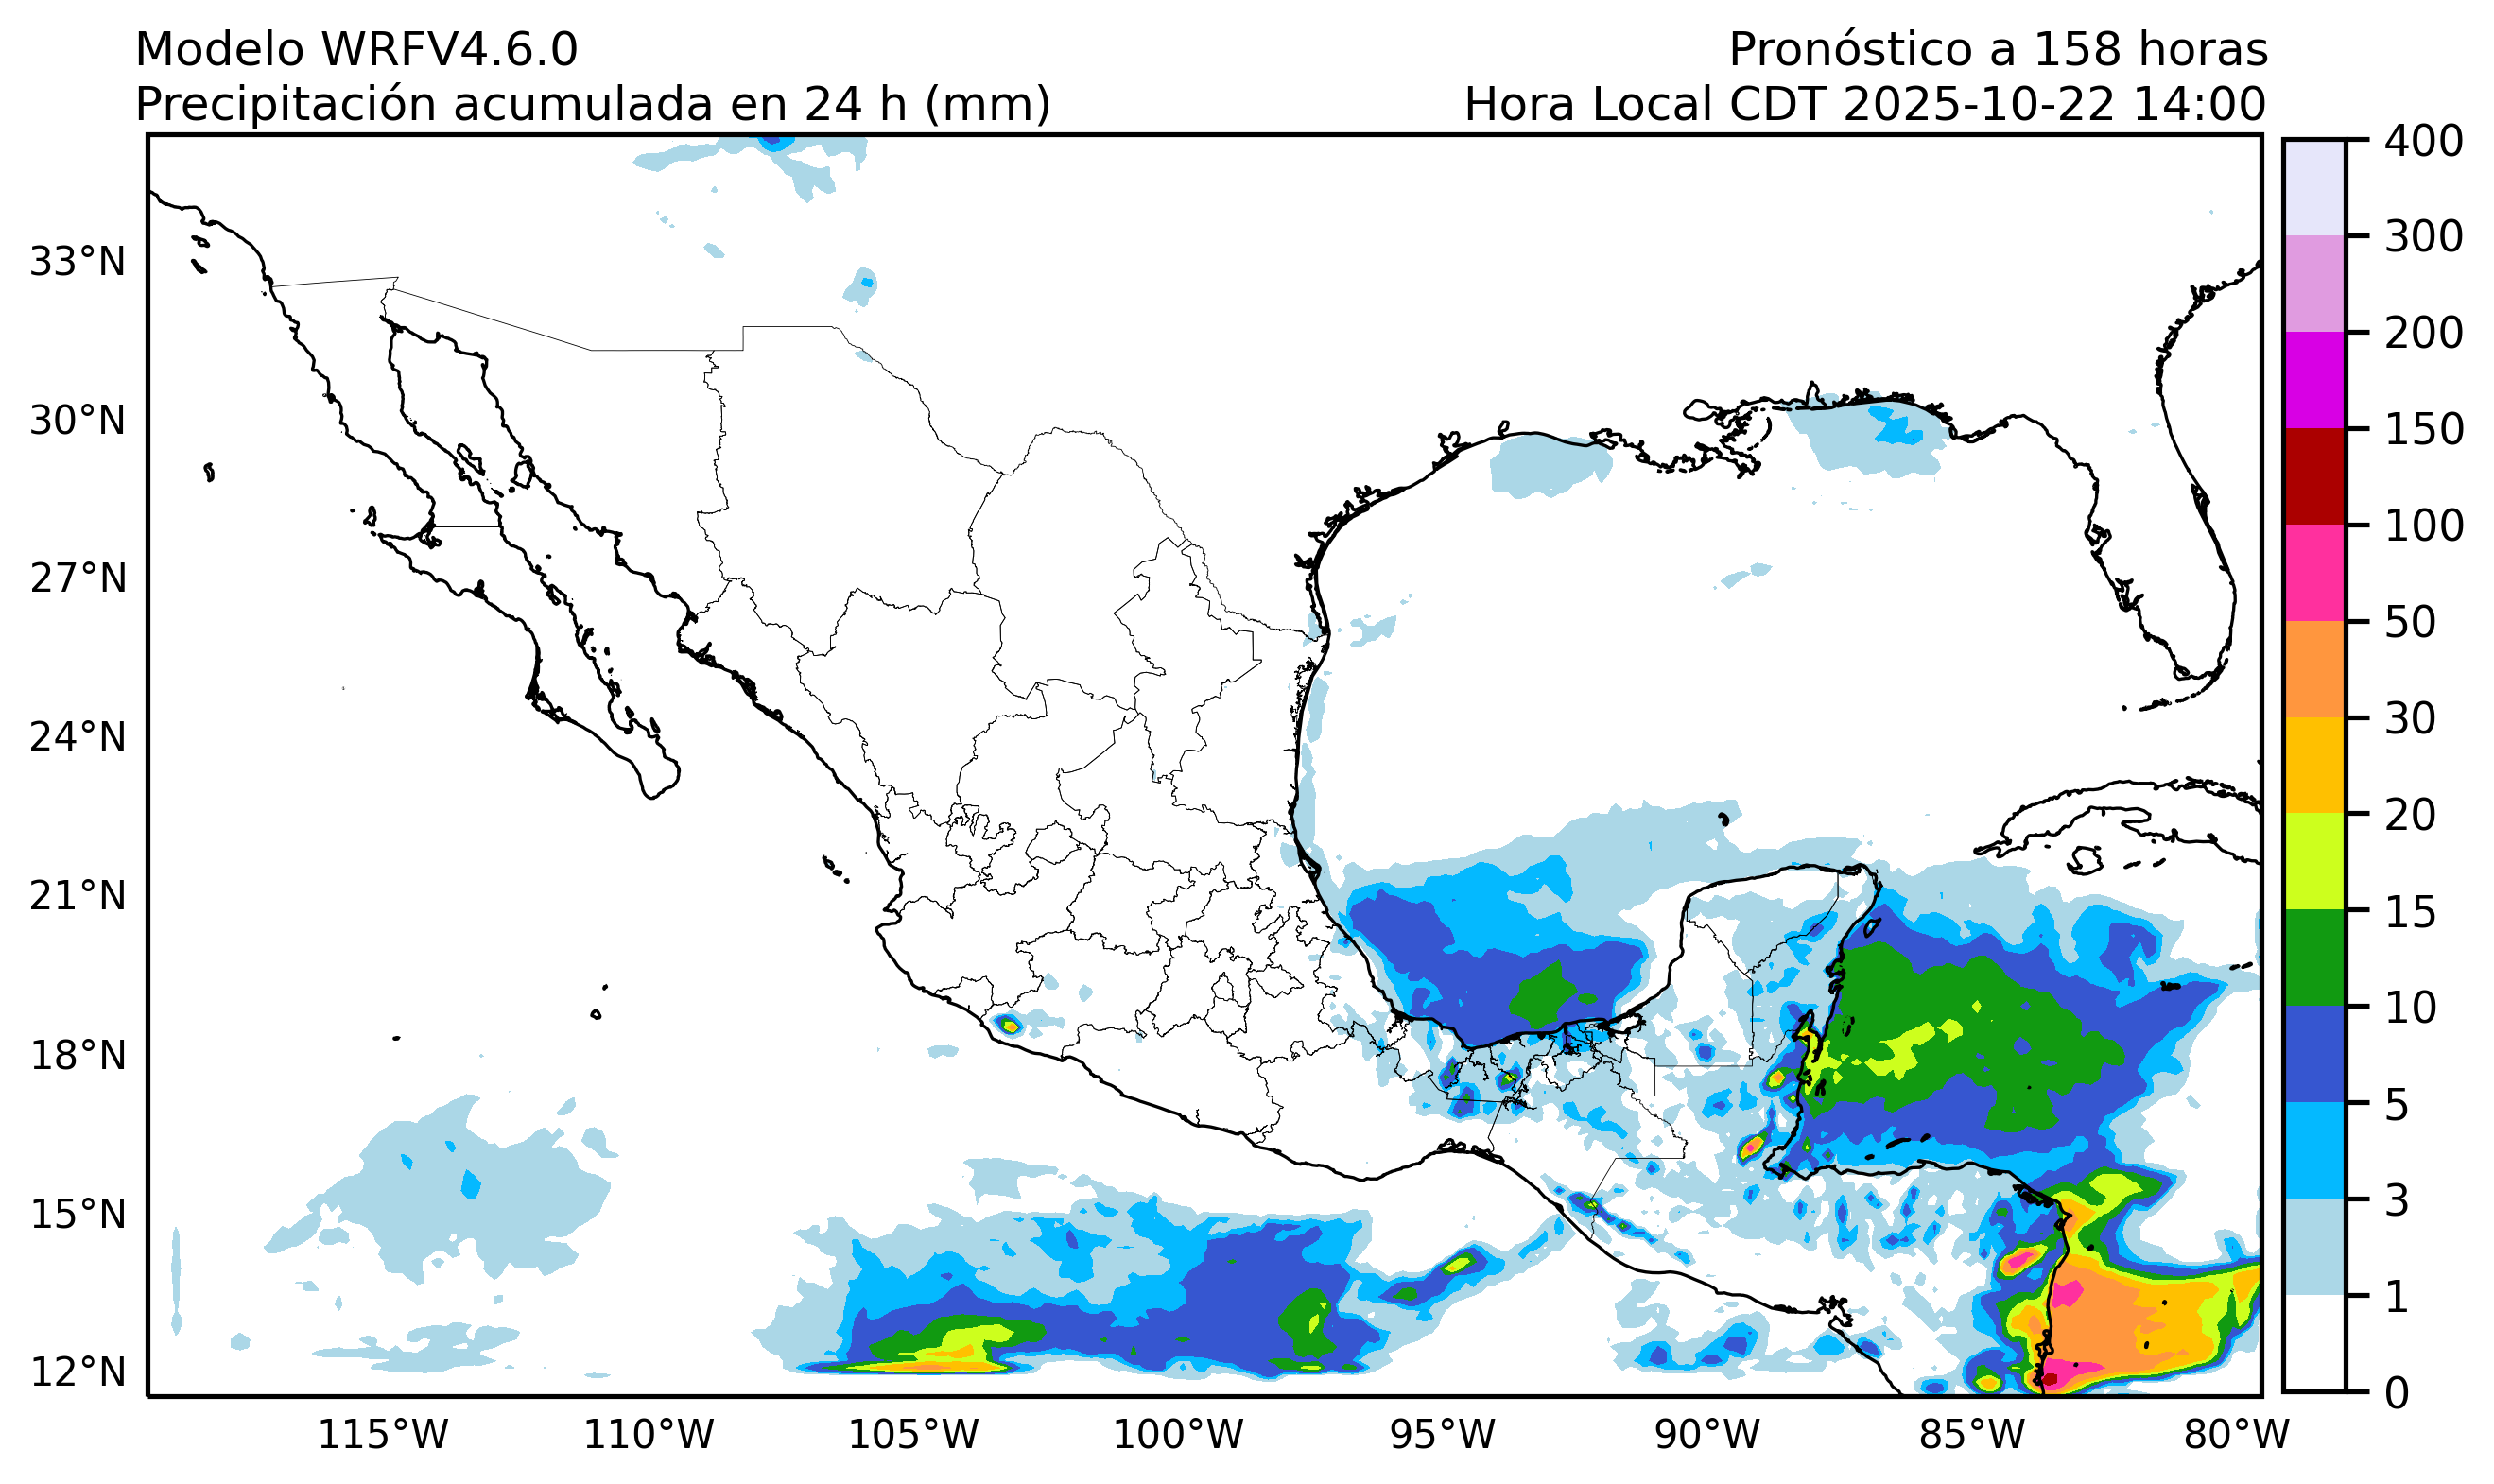 Modelo WRFV4.6.0
Pronóstico a 158 horas
Precipitación acumulada en 24 h (mm)
Hora Local CDT 2025-10-22 14:00
33°N
30°N
27°N
24°N
21°N
18°N
15°N
12°N
115°W
110°W
105°W
100°W
95°W
90°W
85°W
80°W
400
300
200
150
100
50
30
20
15
10
5
3
1
0